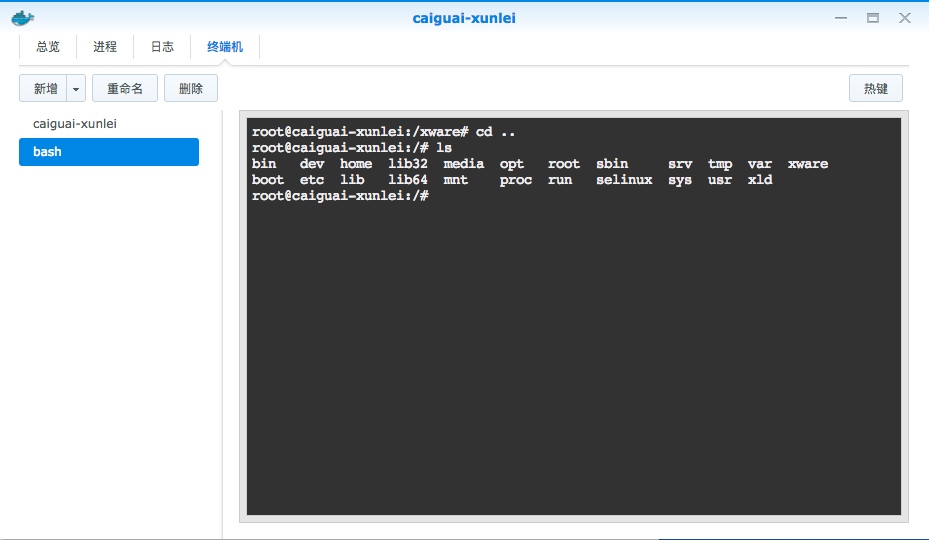 caiguai-xunlei
总览 进程 日志 终端机
新增 重命名 删除 热键
caiguai-xunlei
bash
root@caiguai-xunlei:/xware# cd ..
root@caiguai-xunlei:/# ls
bin dev home lib32 media opt root sbin srv tmp var xware
boot etc lib lib64 mnt proc run selinux sys usr xld
root@caiguai-xunlei:/#